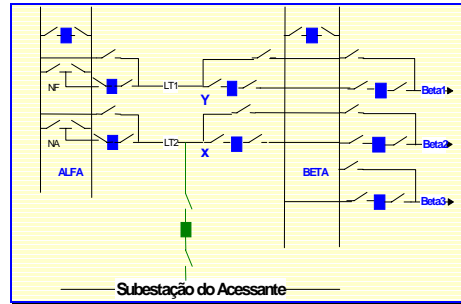 NF
LT1
Y
Beta1
NA
LT2
X
Beta2
ALFA
BETA
Beta3
Subestação do Acessante